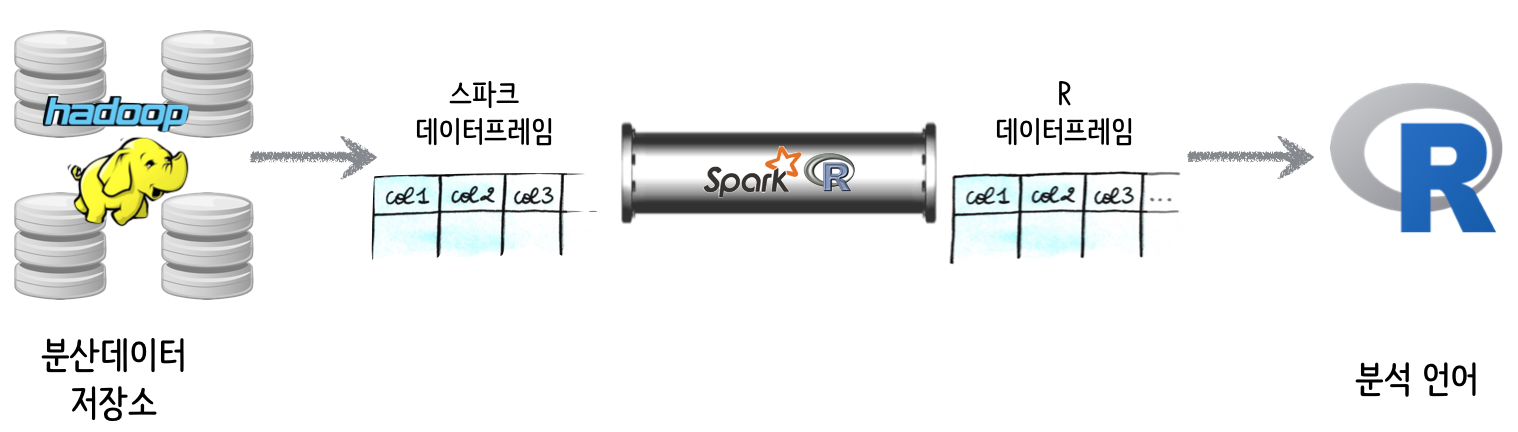 hadoop
분산데이터
저장소
스파크
데이터프레임
col1 col2 col3
Spark R
R
데이터프레임
col1 col2 col3 ...
R
분석 언어